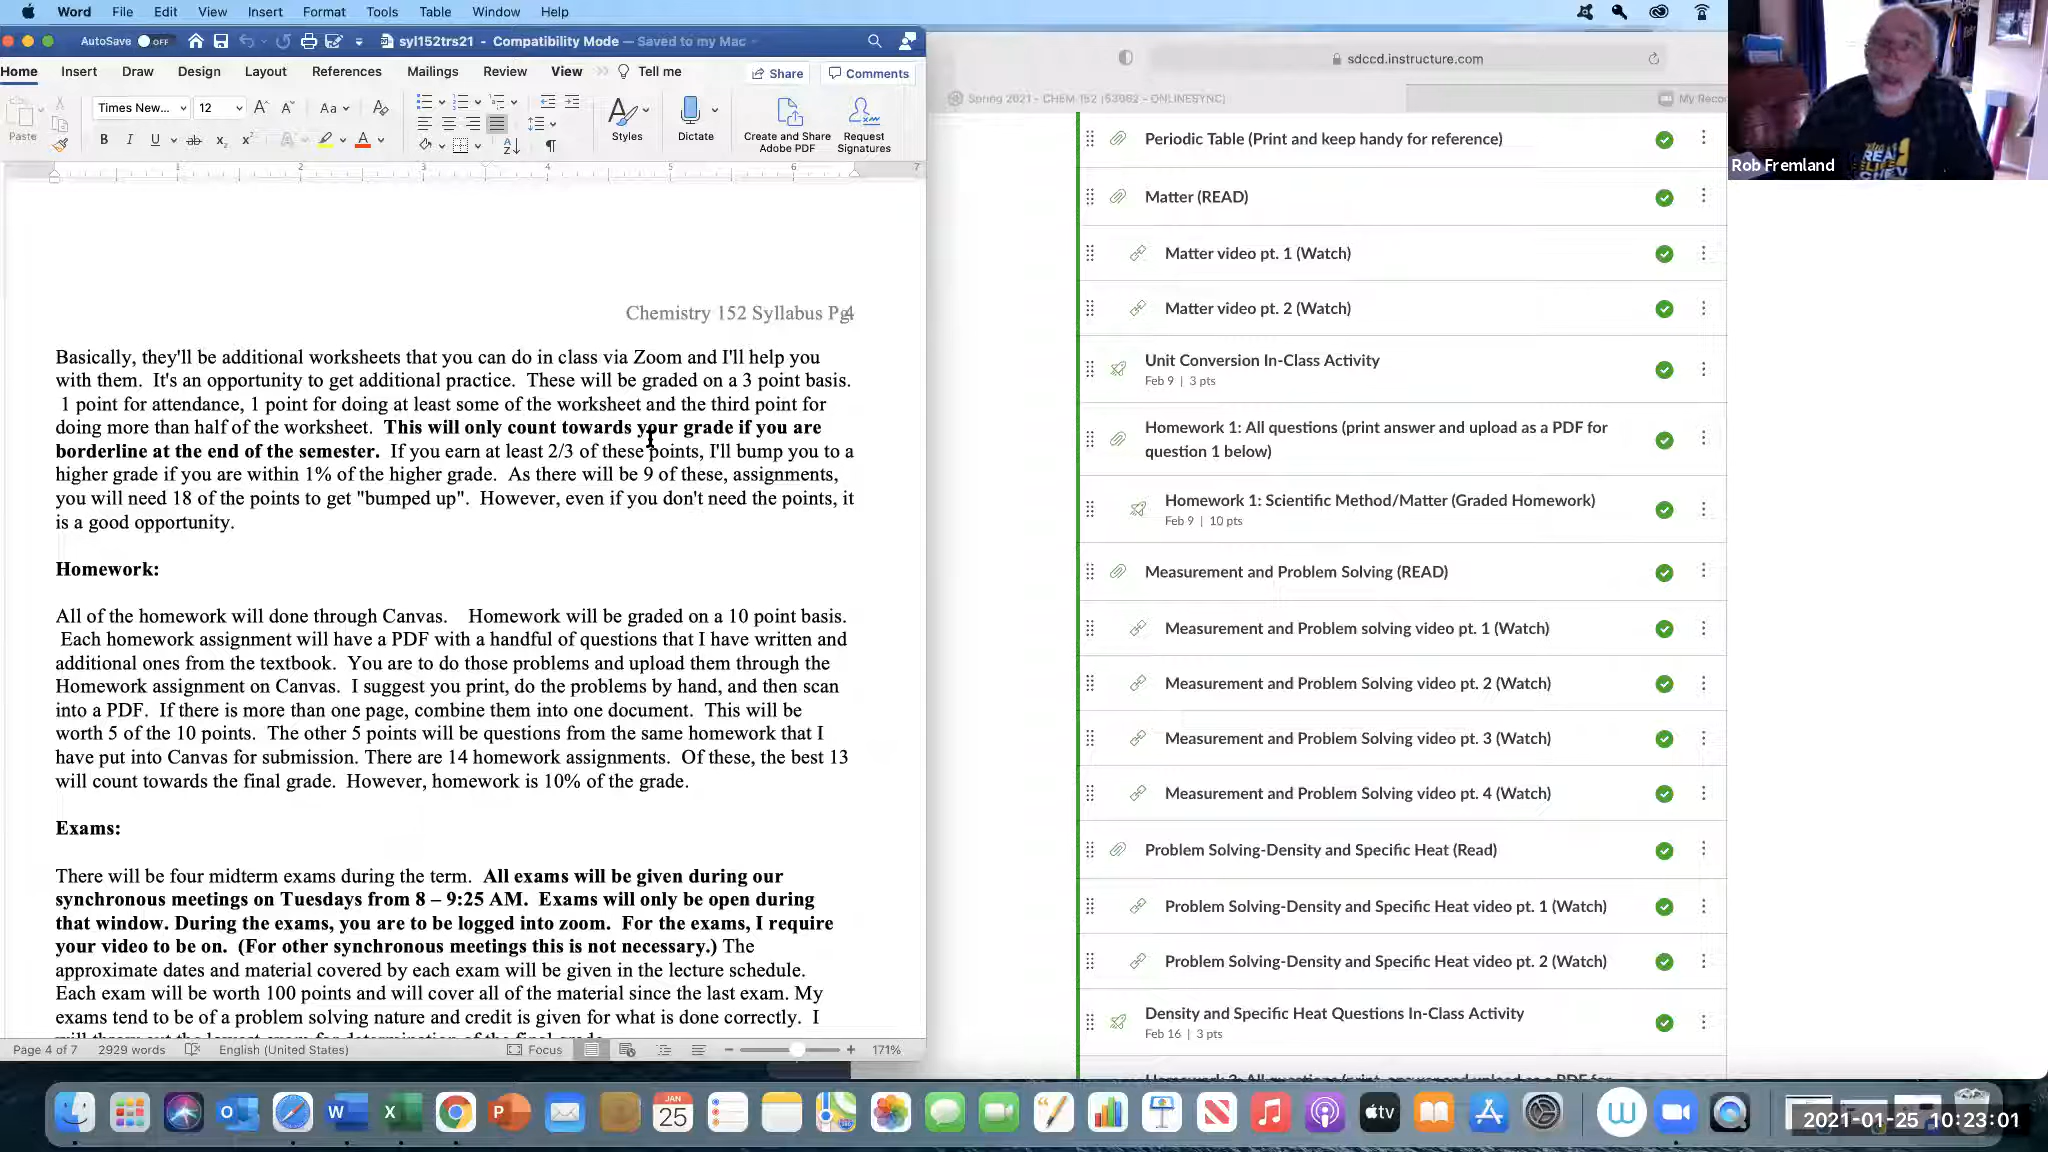 Word File Edit View Insert Format Tools Table Window Help
AutoSave OFF syl152trs21 - Compatibility Mode — Saved to my Mac
Home Insert Draw Design Layout References Mailings Review View Tell me Share Comments
Paste Times New... 12 Aa Styles Dictate Create and Share Adobe PDF Request Signatures
B I U ab x2 x2 A A
1 2 3 4 5 6 7
Chemistry 152 Syllabus Pg4
Basically, they'll be additional worksheets that you can do in class via Zoom and I'll help you
with them. It's an opportunity to get additional practice. These will be graded on a 3 point basis.
1 point for attendance, 1 point for doing at least some of the worksheet and the third point for
doing more than half of the worksheet. This will only count towards your grade if you are
borderline at the end of the semester. If you earn at least 2/3 of these points, I'll bump you to a
higher grade if you are within 1% of the higher grade. As there will be 9 of these, assignments,
you will need 18 of the points to get "bumped up". However, even if you don't need the points, it
is a good opportunity.
Homework:
All of the homework will done through Canvas. Homework will be graded on a 10 point basis.
Each homework assignment will have a PDF with a handful of questions that I have written and
additional ones from the textbook. You are to do those problems and upload them through the
Homework assignment on Canvas. I suggest you print, do the problems by hand, and then scan
into a PDF. If there is more than one page, combine them into one document. This will be
worth 5 of the 10 points. The other 5 points will be questions from the same homework that I
have put into Canvas for submission. There are 14 homework assignments. Of these, the best 13
will count towards the final grade. However, homework is 10% of the grade.
Exams:
There will be four midterm exams during the term. All exams will be given during our
synchronous meetings on Tuesdays from 8 – 9:25 AM. Exams will only be open during
that window. During the exams, you are to be logged into zoom. For the exams, I require
your video to be on. (For other synchronous meetings this is not necessary.) The
approximate dates and material covered by each exam will be given in the lecture schedule.
Each exam will be worth 100 points and will cover all of the material since the last exam. My
exams tend to be of a problem solving nature and credit is given for what is done correctly. I
Page 4 of 7 2929 words English (United States) Focus 171%
sdccd.instructure.com
Spring 2021 - CHEM 152 (53062 - ONLINESYNC) My Reco
Periodic Table (Print and keep handy for reference)
Matter (READ)
Matter video pt. 1 (Watch)
Matter video pt. 2 (Watch)
Unit Conversion In-Class Activity
Feb 9 | 3 pts
Homework 1: All questions (print answer and upload as a PDF for
question 1 below)
Homework 1: Scientific Method/Matter (Graded Homework)
Feb 9 | 10 pts
Measurement and Problem Solving (READ)
Measurement and Problem solving video pt. 1 (Watch)
Measurement and Problem Solving video pt. 2 (Watch)
Measurement and Problem Solving video pt. 3 (Watch)
Measurement and Problem Solving video pt. 4 (Watch)
Problem Solving-Density and Specific Heat (Read)
Problem Solving-Density and Specific Heat video pt. 1 (Watch)
Problem Solving-Density and Specific Heat video pt. 2 (Watch)
Density and Specific Heat Questions In-Class Activity
Feb 16 | 3 pts
Rob Fremland
JAN
25
tv
2021-01-25 10:23:01